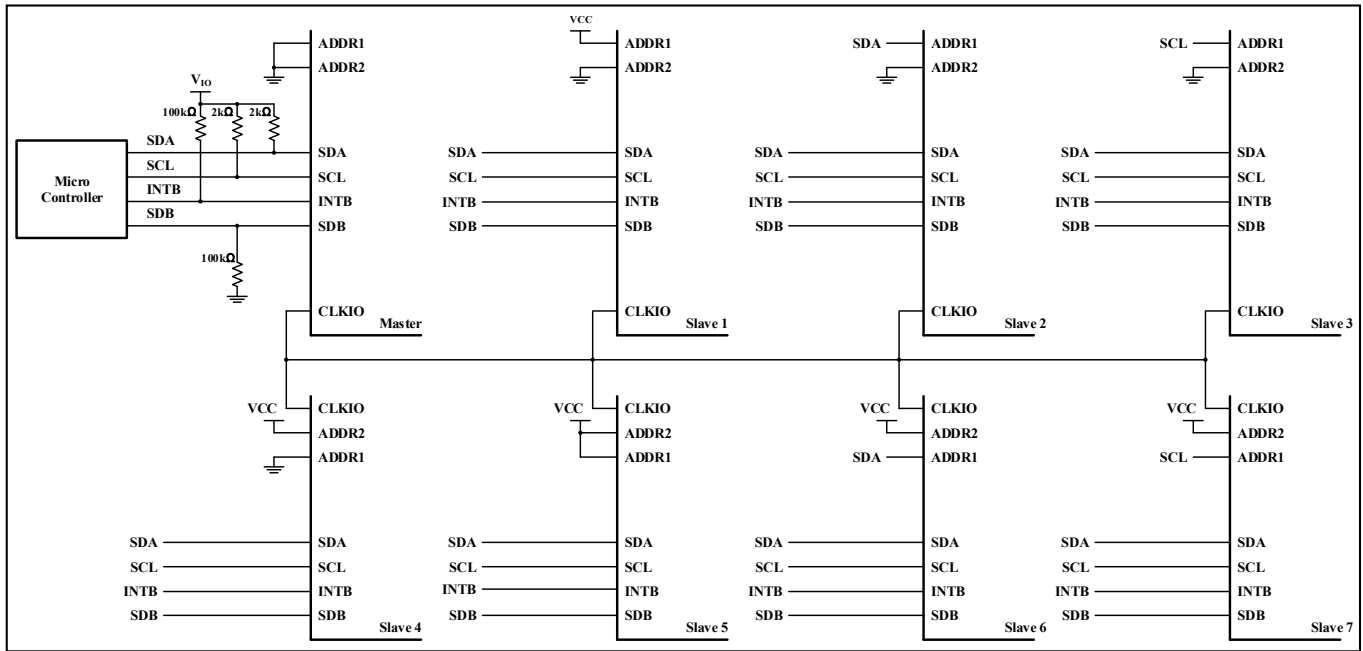 VCC
ADDR1
ADDR2
ADDR1
ADDR2
SDA
ADDR1
ADDR2
SCL
ADDR1
ADDR2
VIO
100kΩ
2kΩ
2kΩ
Micro
Controller
SDA
SCL
INTB
SDB
100kΩ
SDA
SCL
INTB
SDB
CLKIO
Master
SDA
SCL
INTB
SDB
SDA
SCL
INTB
SDB
CLKIO
Slave 1
SDA
SCL
INTB
SDB
SDA
SCL
INTB
SDB
CLKIO
Slave 2
SDA
SCL
INTB
SDB
SDA
SCL
INTB
SDB
CLKIO
Slave 3
VCC
CLKIO
ADDR2
ADDR1
SDA
SCL
INTB
SDB
SDA
SCL
INTB
SDB
Slave 4
VCC
CLKIO
ADDR2
ADDR1
SDA
SCL
INTB
SDB
SDA
SCL
INTB
SDB
Slave 5
VCC
CLKIO
ADDR2
SDA
ADDR1
SDA
SCL
INTB
SDB
SDA
SCL
INTB
SDB
Slave 6
VCC
CLKIO
ADDR2
SCL
ADDR1
SDA
SCL
INTB
SDB
SDA
SCL
INTB
SDB
Slave 7